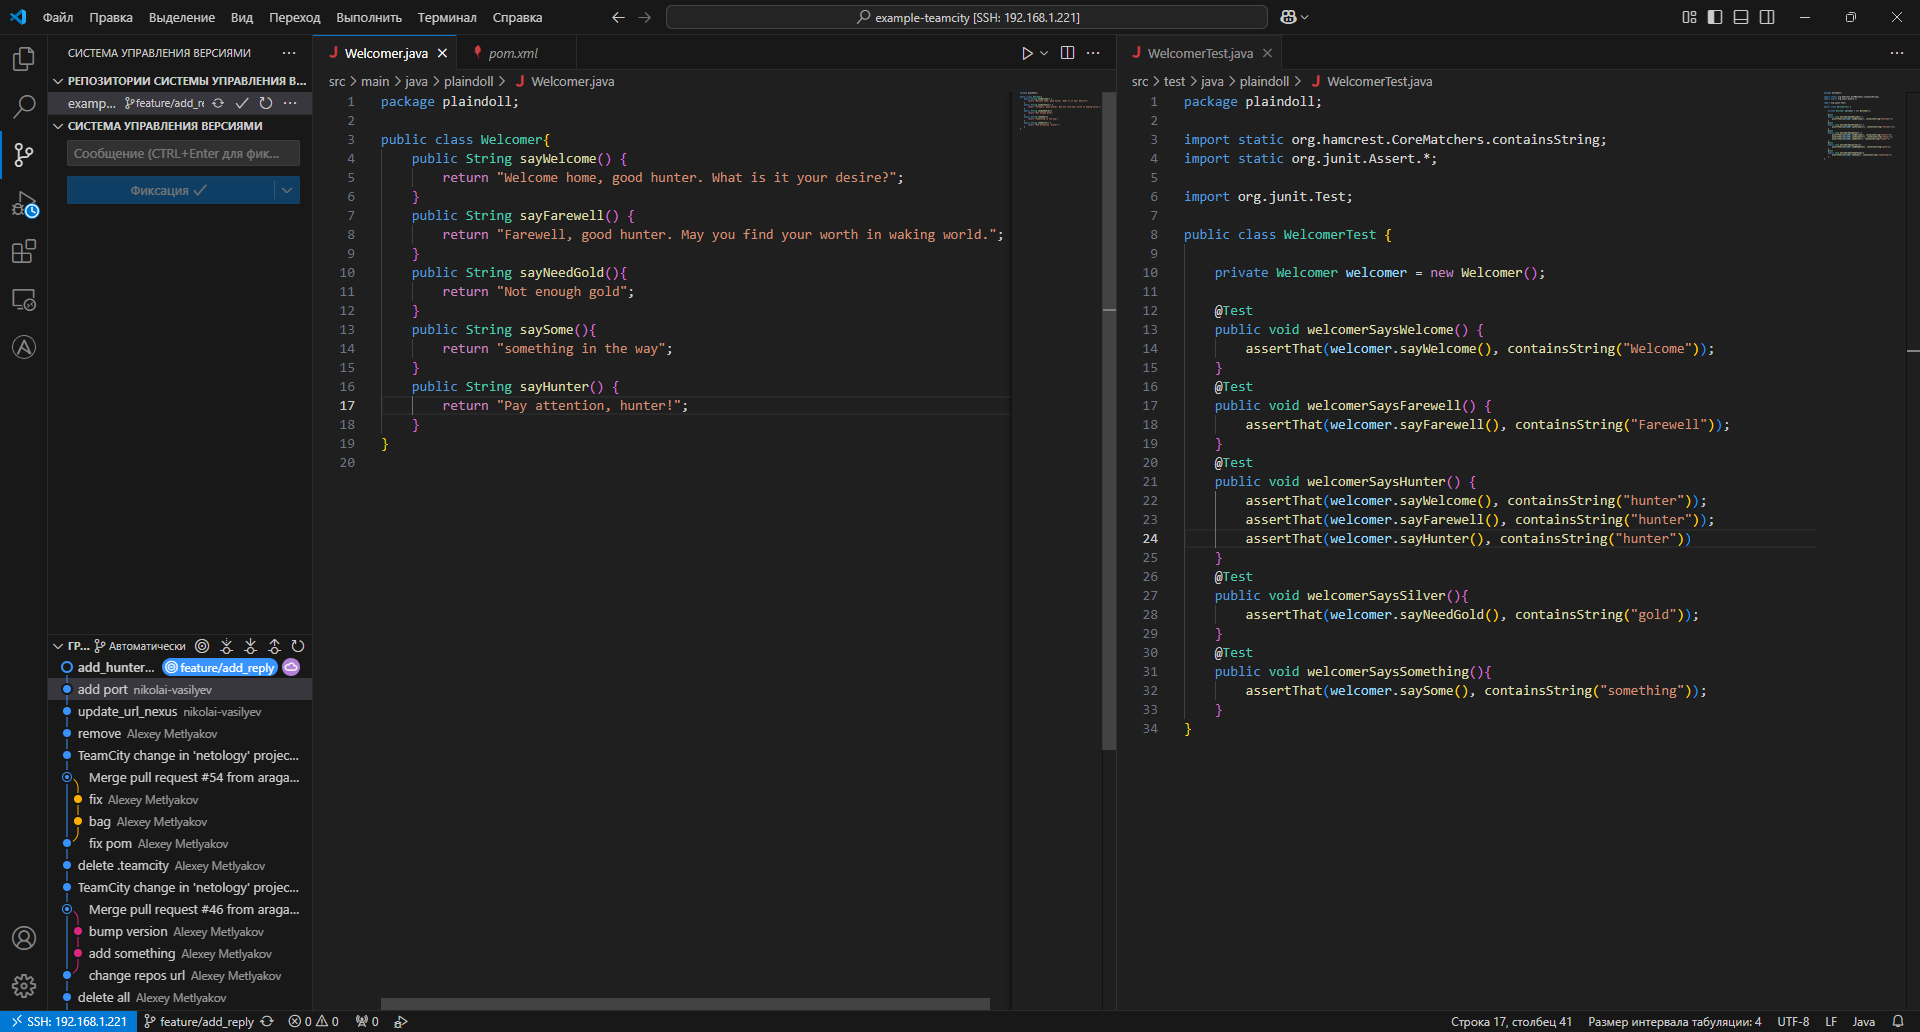 Файл Правка Выделение Вид Переход Выполнить Терминал Справка
example-teamcity [SSH: 192.168.1.221]
СИСТЕМА УПРАВЛЕНИЯ ВЕРСИЯМИ
РЕПОЗИТОРИИ СИСТЕМЫ УПРАВЛЕНИЯ В...
examp... feature/add_re
СИСТЕМА УПРАВЛЕНИЯ ВЕРСИЯМИ
Сообщение (CTRL+Enter для фик...
Фиксация
ГР... Автоматически
add_hunter... feature/add_reply
add port nikolai-vasilyev
update_url_nexus nikolai-vasilyev
remove Alexey Metlyakov
TeamCity change in 'netology' projec...
Merge pull request #54 from araga...
fix Alexey Metlyakov
bag Alexey Metlyakov
fix pom Alexey Metlyakov
delete .teamcity Alexey Metlyakov
TeamCity change in 'netology' projec...
Merge pull request #46 from araga...
bump version Alexey Metlyakov
add something Alexey Metlyakov
change repos url Alexey Metlyakov
delete all Alexey Metlyakov
Welcomer.java
pom.xml
src > main > java > plaindoll > Welcomer.java
1 package plaindoll;
2
3 public class Welcomer{
4 public String sayWelcome() {
5 return "Welcome home, good hunter. What is it your desire?";
6 }
7 public String sayFarewell() {
8 return "Farewell, good hunter. May you find your worth in waking world.";
9 }
10 public String sayNeedGold(){
11 return "Not enough gold";
12 }
13 public String saySome(){
14 return "something in the way";
15 }
16 public String sayHunter() {
17 return "Pay attention, hunter!";
18 }
19 }
20
WelcomerTest.java
src > test > java > plaindoll > WelcomerTest.java
1 package plaindoll;
2
3 import static org.hamcrest.CoreMatchers.containsString;
4 import static org.junit.Assert.*;
5
6 import org.junit.Test;
7
8 public class WelcomerTest {
9
10 private Welcomer welcomer = new Welcomer();
11
12 @Test
13 public void welcomerSaysWelcome() {
14 assertThat(welcomer.sayWelcome(), containsString("Welcome"));
15 }
16 @Test
17 public void welcomerSaysFarewell() {
18 assertThat(welcomer.sayFarewell(), containsString("Farewell"));
19 }
20 @Test
21 public void welcomerSaysHunter() {
22 assertThat(welcomer.sayWelcome(), containsString("hunter"));
23 assertThat(welcomer.sayFarewell(), containsString("hunter"));
24 assertThat(welcomer.sayHunter(), containsString("hunter"))
25 }
26 @Test
27 public void welcomerSaysSilver(){
28 assertThat(welcomer.sayNeedGold(), containsString("gold"));
29 }
30 @Test
31 public void welcomerSaysSomething(){
32 assertThat(welcomer.saySome(), containsString("something"));
33 }
34 }
SSH: 192.168.1.221 feature/add_reply 0 0 0
Строка 17, столбец 41 Размер интервала табуляции: 4 UTF-8 LF Java